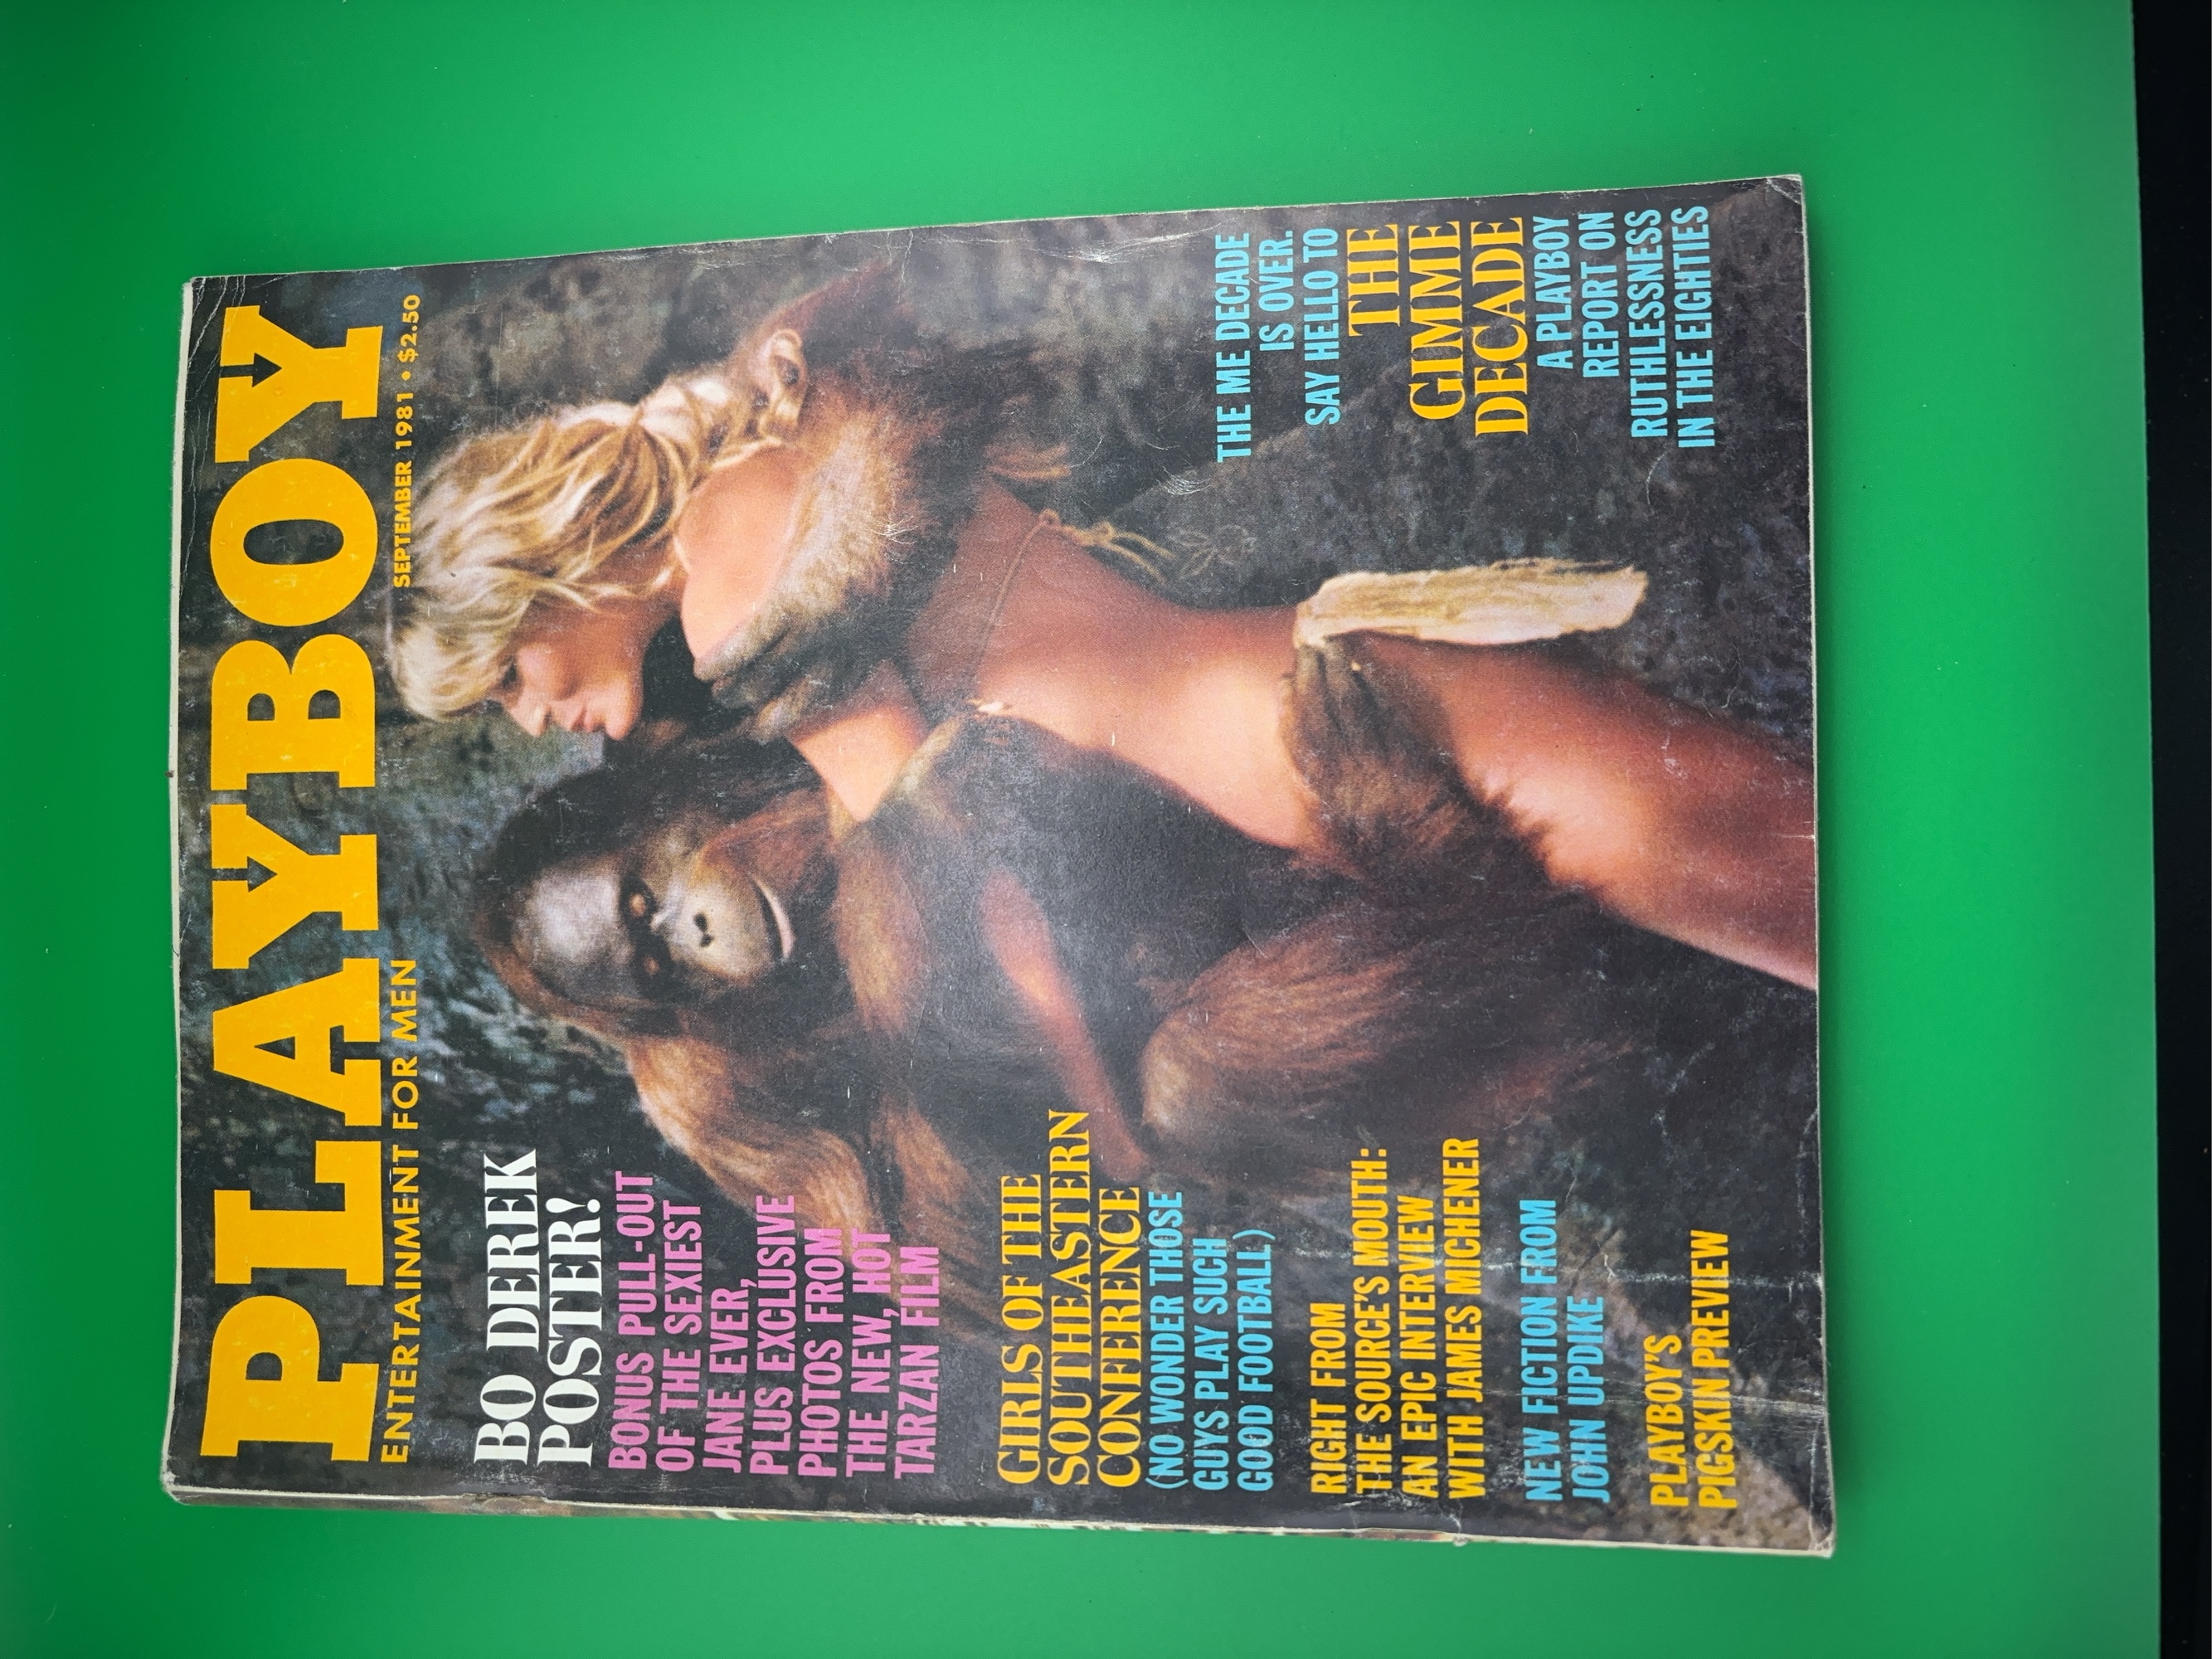 PLAYBOY
ENTERTAINMENT FOR MEN
SEPTEMBER 1981 • $2.50
BO DEREK
POSTER!
BONUS PULL-OUT
OF THE SEXIEST
JANE EVER,
PLUS EXCLUSIVE
PHOTOS FROM
THE NEW, HOT
TARZAN FILM
GIRLS OF THE
SOUTHEASTERN
CONFERENCE
(NO WONDER THOSE
GUYS PLAY SUCH
GOOD FOOTBALL)
RIGHT FROM
THE SOURCE'S MOUTH:
AN EPIC INTERVIEW
WITH JAMES MICHENER
NEW FICTION FROM
JOHN UPDIKE
PLAYBOY'S
PIGSKIN PREVIEW
THE ME DECADE
IS OVER.
SAY HELLO TO
THE
GIMME
DECADE
A PLAYBOY
REPORT ON
RUTHLESSNESS
IN THE EIGHTIES